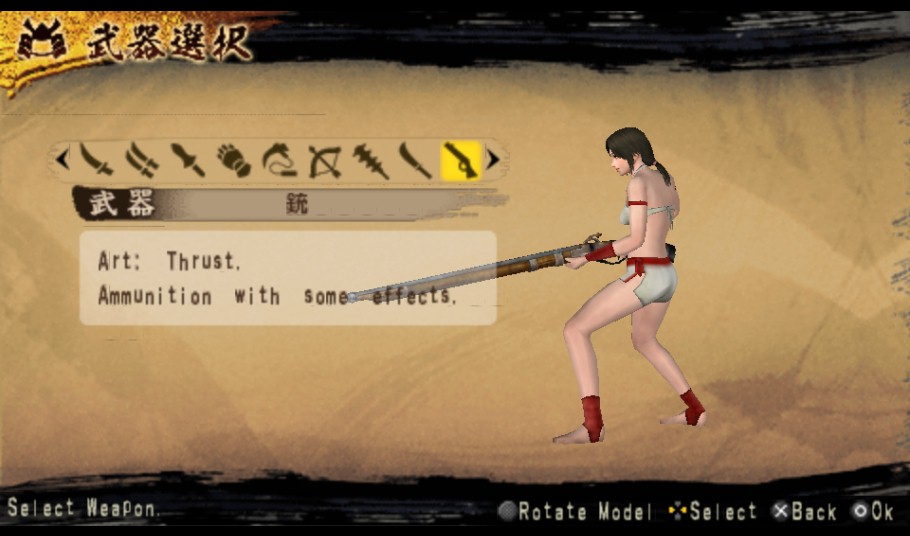 武器選択
武器
銃
Art: Thrust.
Ammunition with some effects.
Select Weapon.
Rotate Model Select Back Ok